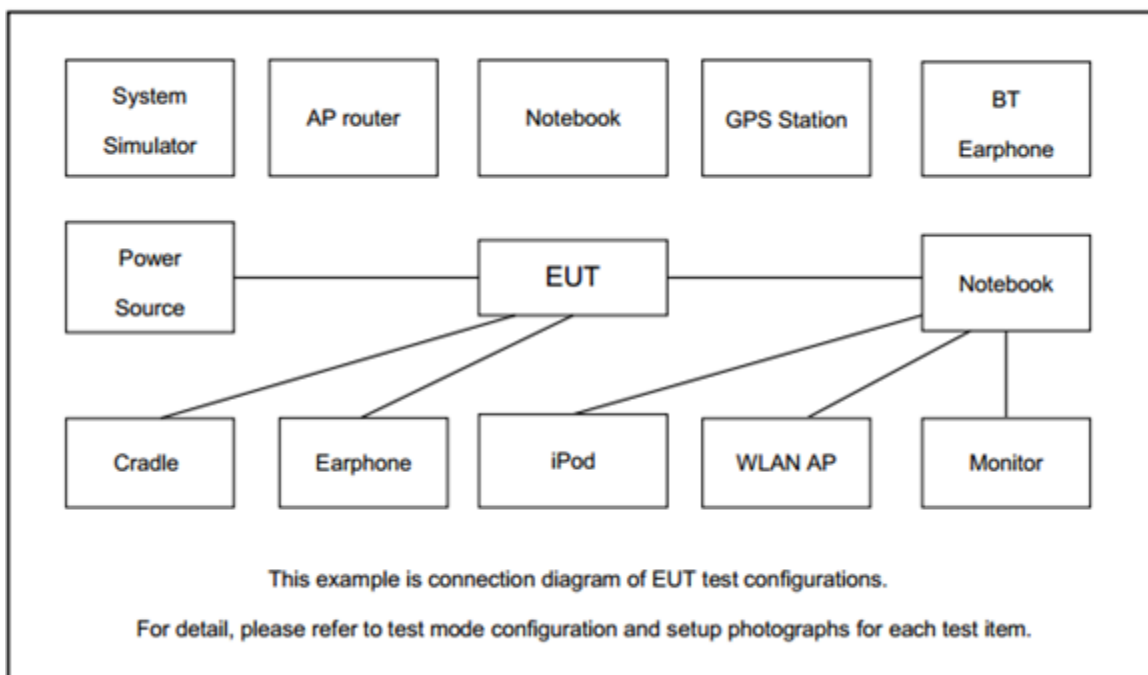 System
Simulator
AP router
Notebook
GPS Station
BT
Earphone
Power
Source
EUT
Notebook
Cradle
Earphone
iPod
WLAN AP
Monitor
This example is connection diagram of EUT test configurations.
For detail, please refer to test mode configuration and setup photographs for each test item.